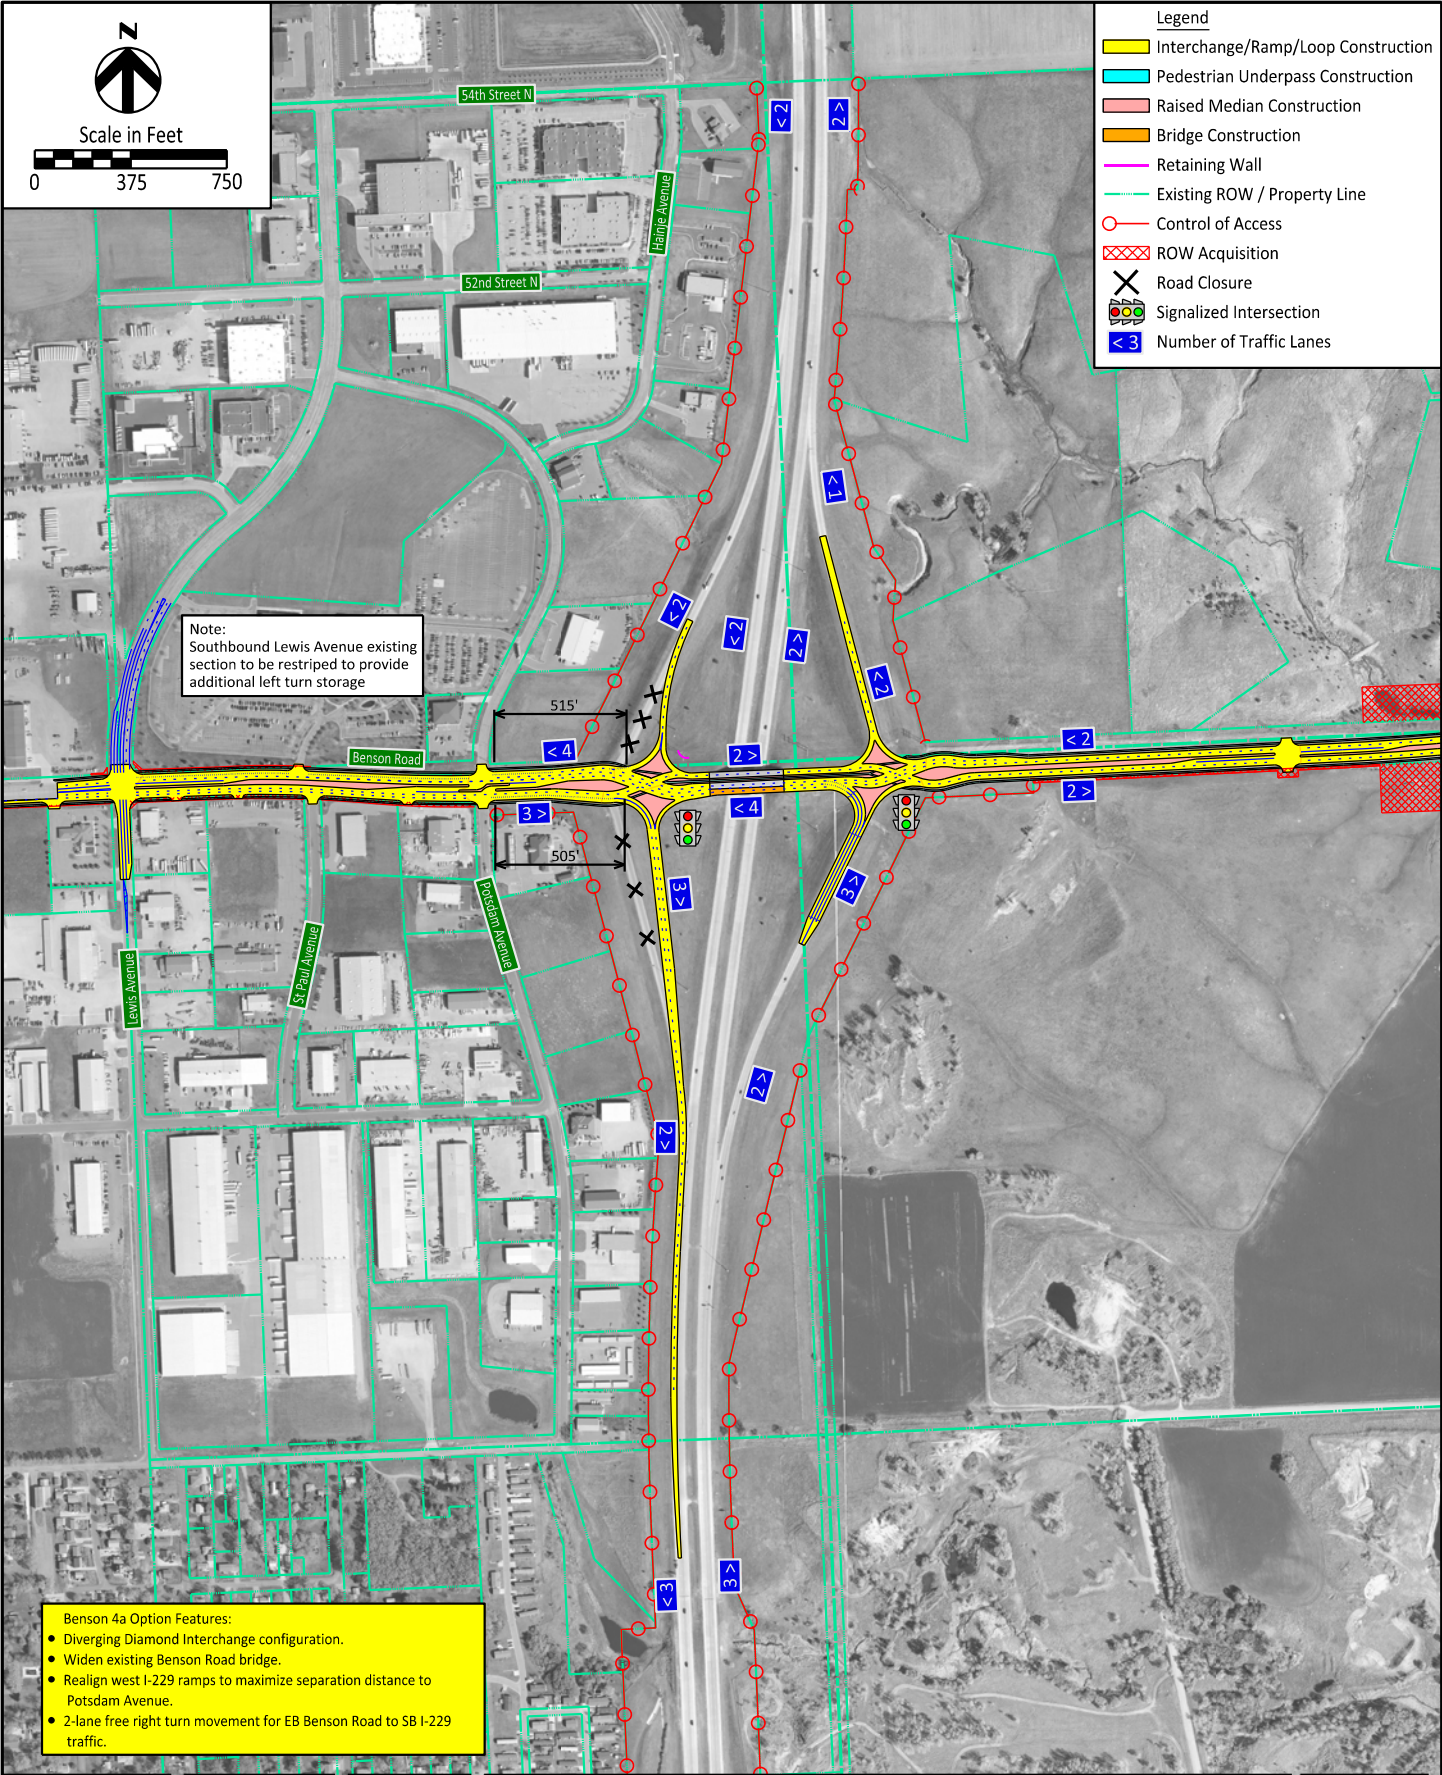 N
Scale in Feet
0 375 750
Legend
Interchange/Ramp/Loop Construction
Pedestrian Underpass Construction
Raised Median Construction
Bridge Construction
Retaining Wall
Existing ROW / Property Line
Control of Access
ROW Acquisition
Road Closure
Signalized Intersection
< 3 Number of Traffic Lanes
54th Street N
< 2
2 >
Hainje Avenue
52nd Street N
< 1
< 2
< 2
2 >
Note:
Southbound Lewis Avenue existing
section to be restriped to provide
additional left turn storage
< 2
515'
Benson Road
< 4
2 >
< 2
3 >
< 4
2 >
505'
3 >
3 >
Potsdam Avenue
St Paul Avenue
Lewis Avenue
2 >
2 >
< 3
3 >
Benson 4a Option Features:
• Diverging Diamond Interchange configuration.
• Widen existing Benson Road bridge.
• Realign west I-229 ramps to maximize separation distance to
Potsdam Avenue.
• 2-lane free right turn movement for EB Benson Road to SB I-229
traffic.